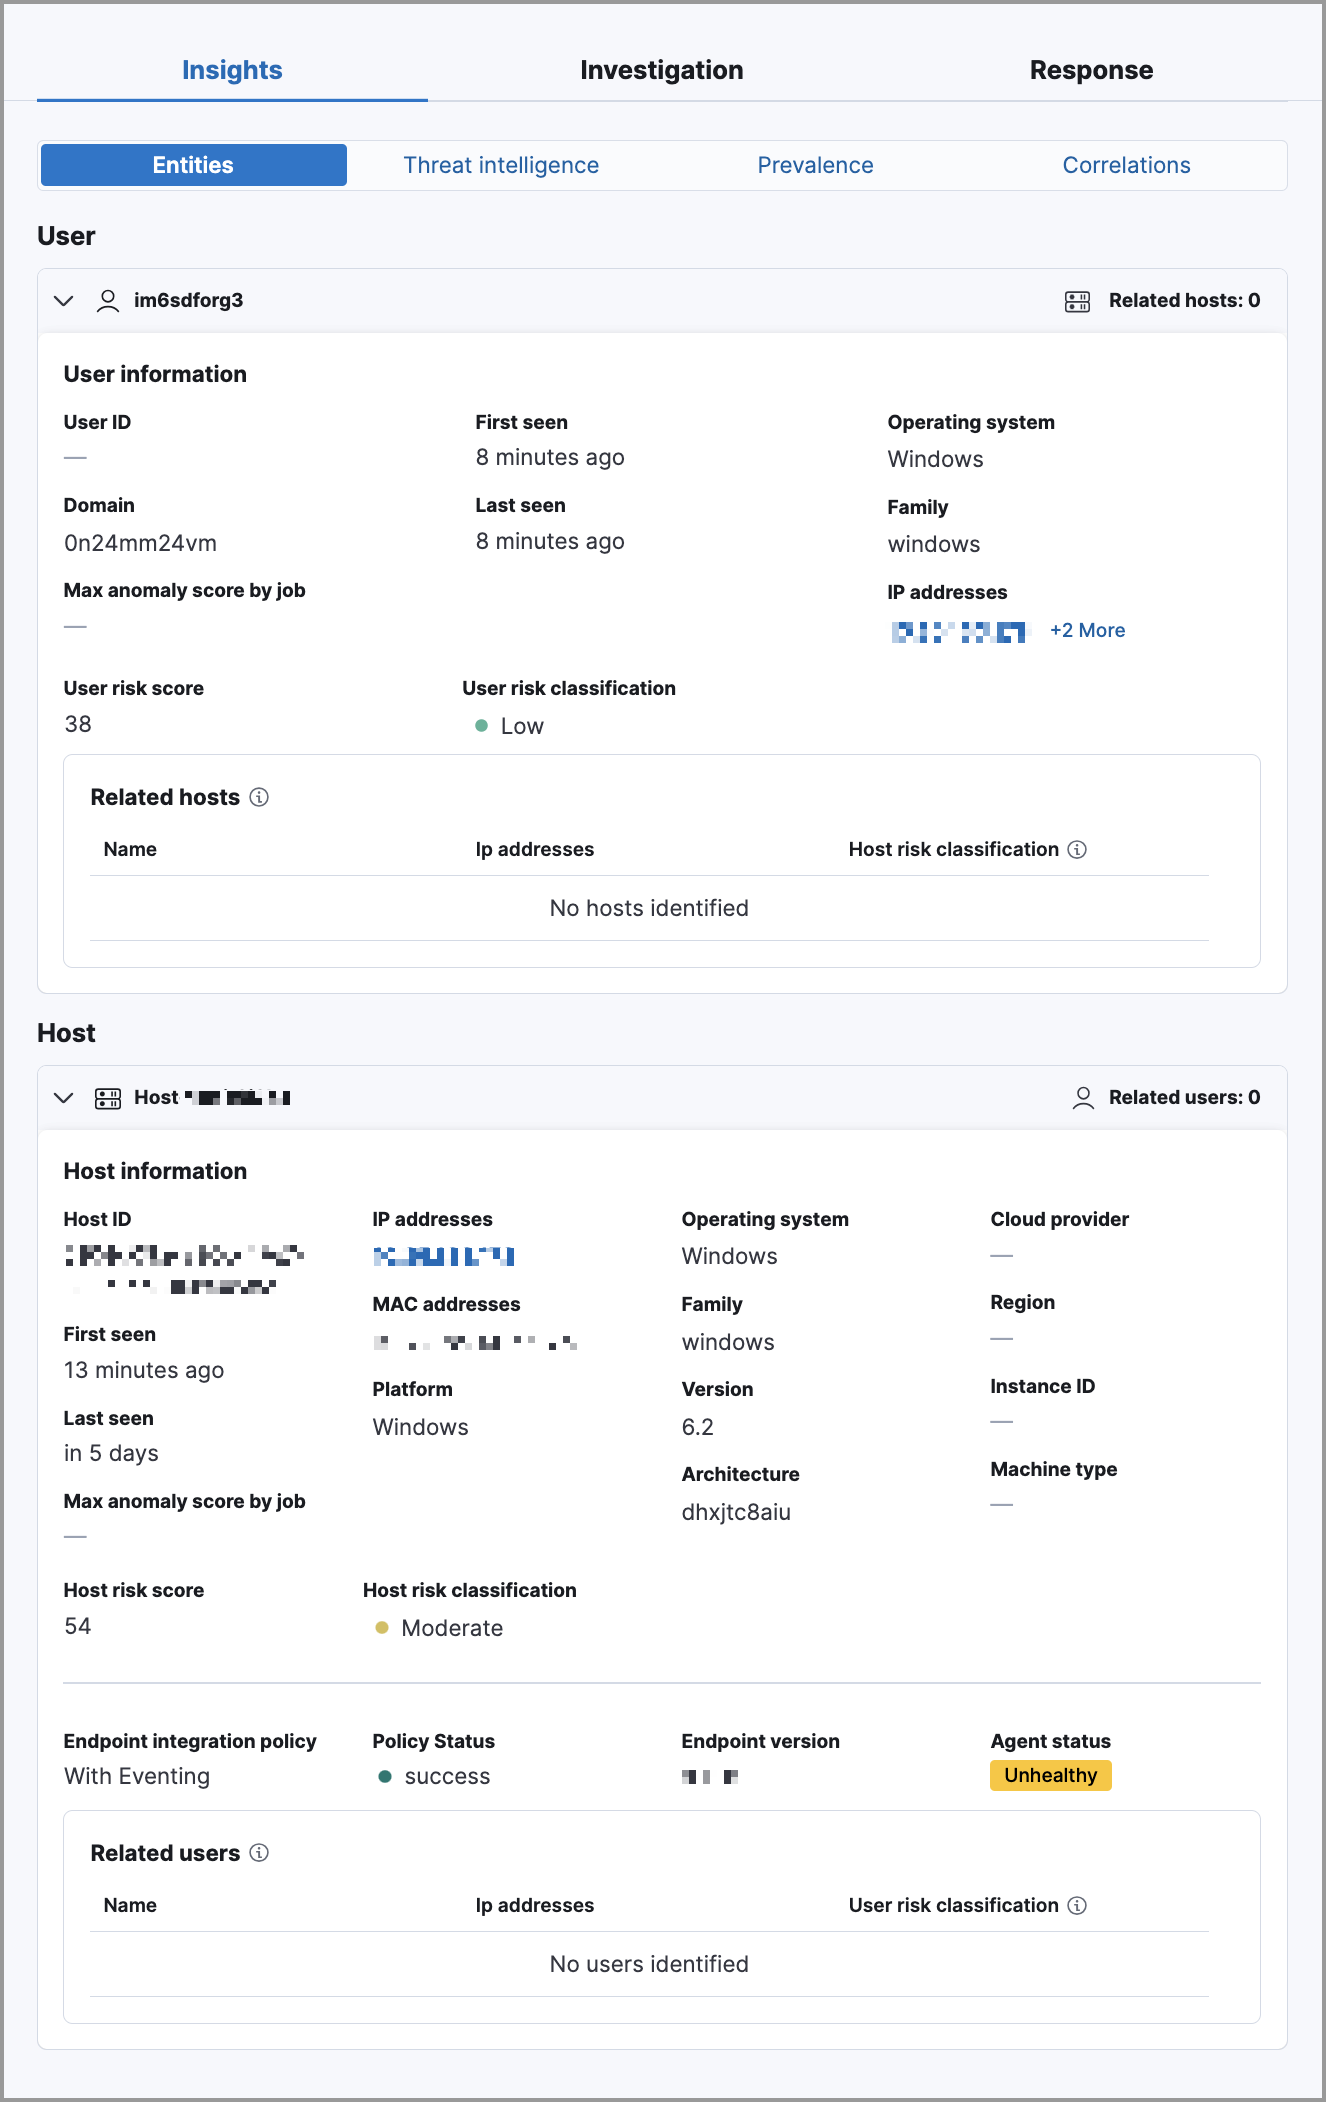 Insights Investigation Response
Entities Threat intelligence Prevalence Correlations
User
im6sdforg3 Related hosts: 0
User information
User ID First seen Operating system
— 8 minutes ago Windows
Domain Last seen Family
0n24mm24vm 8 minutes ago windows
Max anomaly score by job IP addresses
— +2 More
User risk score User risk classification
38 Low
Related hosts
Name Ip addresses Host risk classification
No hosts identified
Host
Host Related users: 0
Host information
Host ID IP addresses Operating system Cloud provider
Windows —
MAC addresses Family Region
First seen windows —
13 minutes ago Platform Version Instance ID
Last seen Windows 6.2 —
in 5 days Architecture Machine type
Max anomaly score by job dhxjtc8aiu —
—
Host risk score Host risk classification
54 Moderate
Endpoint integration policy Policy Status Endpoint version Agent status
With Eventing success Unhealthy
Related users
Name Ip addresses User risk classification
No users identified